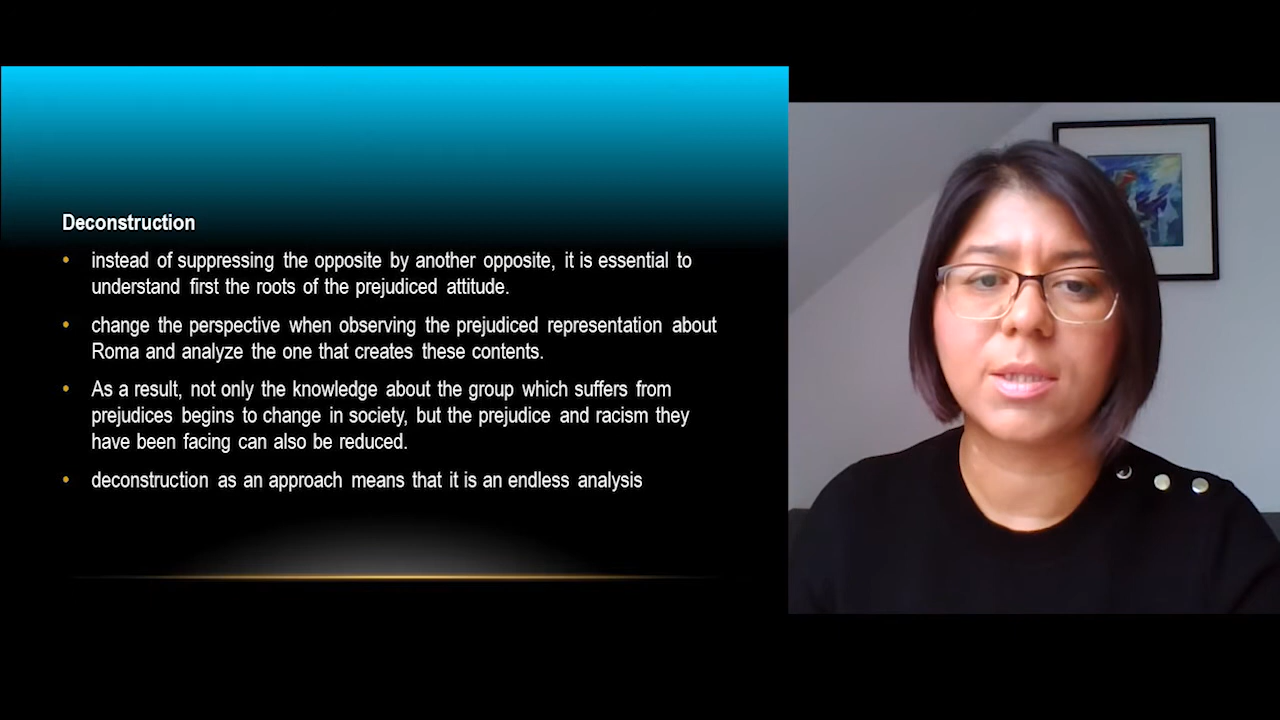 Deconstruction
• instead of suppressing the opposite by another opposite, it is essential to
understand first the roots of the prejudiced attitude.
• change the perspective when observing the prejudiced representation about
Roma and analyze the one that creates these contents.
• As a result, not only the knowledge about the group which suffers from
prejudices begins to change in society, but the prejudice and racism they
have been facing can also be reduced.
• deconstruction as an approach means that it is an endless analysis